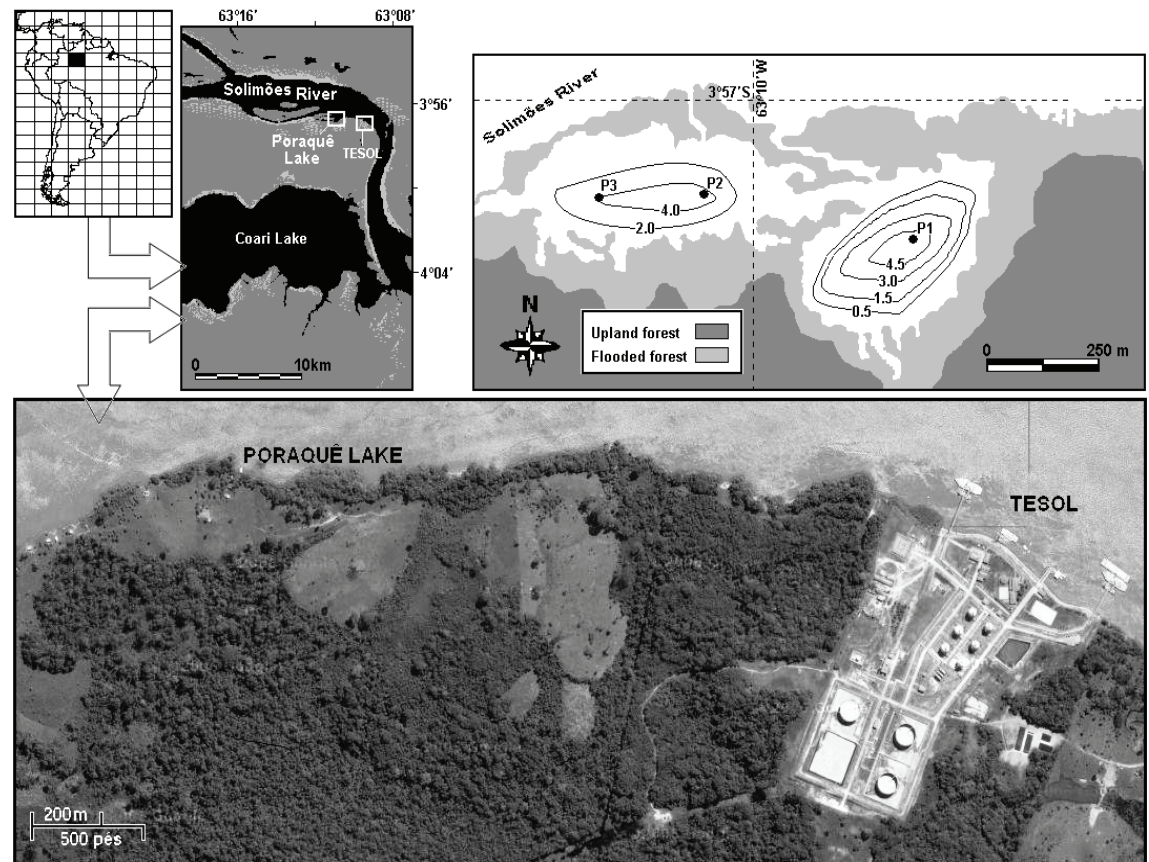 63°16'
63°08'
Solimões River
3°56'
Poraquê
Lake
TESOL
Coari Lake
4°04'
0
10km
Solimões River
3°57'S
63°10'W
P3
P2
4.0
2.0
P1
4.5
3.0
1.5
0.5
N
Upland forest
Flooded forest
0
250 m
PORAQUÊ LAKE
TESOL
200m
500 pés